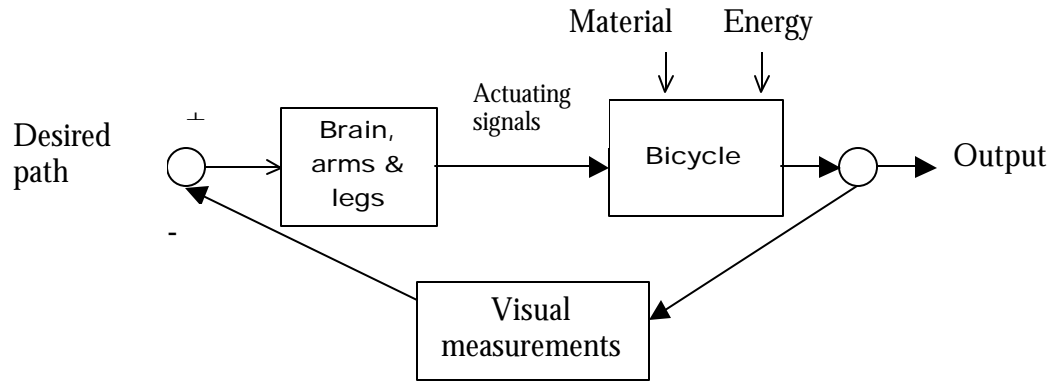 Material Energy
Actuating
signals
Desired
path
+
Brain,
arms &
legs
Bicycle
Output
-
Visual
measurements